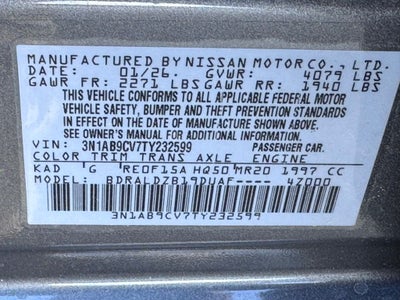 MANUFACTURED BY NISSAN MOTOR CO., LTD.
DATE: 01/26. GVWR: 4079 LBS
GAWR FR: 2271 LBS GAWR RR: 1940 LBS
THIS VEHICLE CONFORMS TO ALL APPLICABLE FEDERAL MOTOR
VEHICLE SAFETY, BUMPER AND THEFT PREVENTION STANDARDS
IN EFFECT ON THE DATE OF MANUFACTURE SHOWN ABOVE.
SEE OWNER'S MANUAL FOR ADDITIONAL INFORMATION
VIN: 3N1AB9CV7TY232599 PASSENGER CAR
COLOR TRIM TRANS AXLE ENGINE
KAD G RE0F15A HQ50 MR20 1997 CC
MODEL: BDRALDZB19DUAF---- 4Z000
3N1AB9CV7TY232599